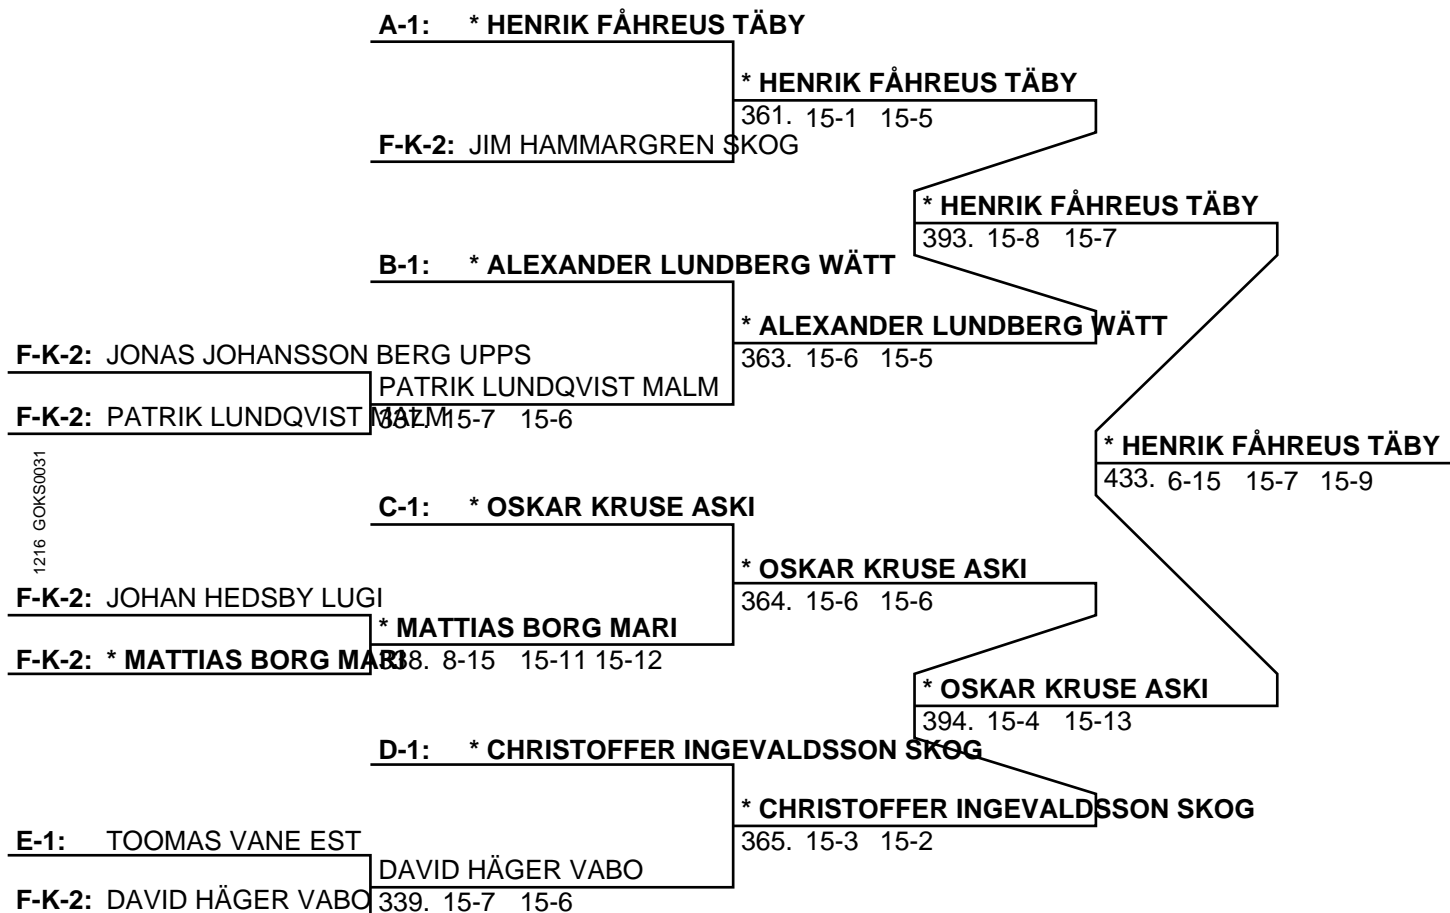 A-1: * HENRIK FÅHREUS TÄBY
* HENRIK FÅHREUS TÄBY
361. 15-1 15-5
F-K-2: JIM HAMMARGREN SKOG
* HENRIK FÅHREUS TÄBY
393. 15-8 15-7
B-1: * ALEXANDER LUNDBERG WÄTT
* ALEXANDER LUNDBERG WÄTT
363. 15-6 15-5
F-K-2: JONAS JOHANSSON BERG UPPS
PATRIK LUNDQVIST MALM
F-K-2: PATRIK LUNDQVIST MALM
337. 15-7 15-6
* HENRIK FÅHREUS TÄBY
433. 6-15 15-7 15-9
1216 GOKS0031
C-1: * OSKAR KRUSE ASKI
* OSKAR KRUSE ASKI
364. 15-6 15-6
F-K-2: JOHAN HEDSBY LUGI
* MATTIAS BORG MARI
F-K-2: * MATTIAS BORG MARI
338. 8-15 15-11 15-12
* OSKAR KRUSE ASKI
394. 15-4 15-13
D-1: * CHRISTOFFER INGEVALDSSON SKOG
* CHRISTOFFER INGEVALDSSON SKOG
365. 15-3 15-2
E-1: TOOMAS VANE EST
DAVID HÄGER VABO
F-K-2: DAVID HÄGER VABO
339. 15-7 15-6